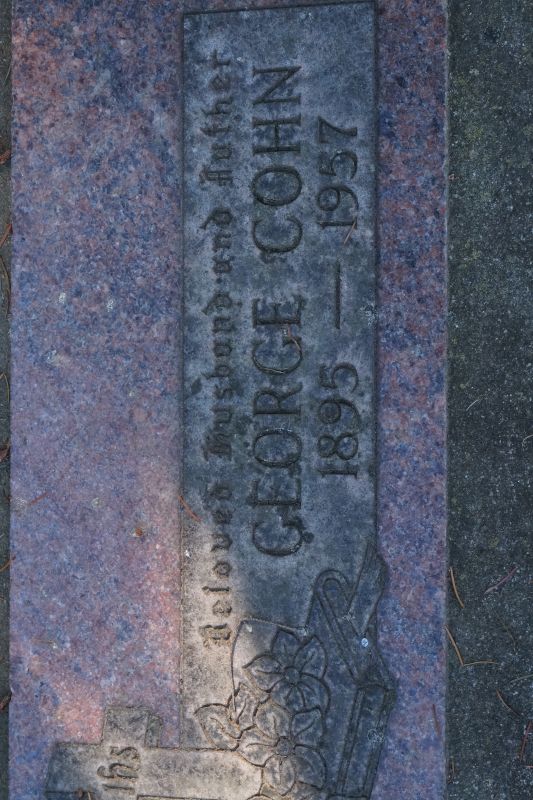 Beloved Husband and Father
GEORGE COHN
1895 — 1957
ihs